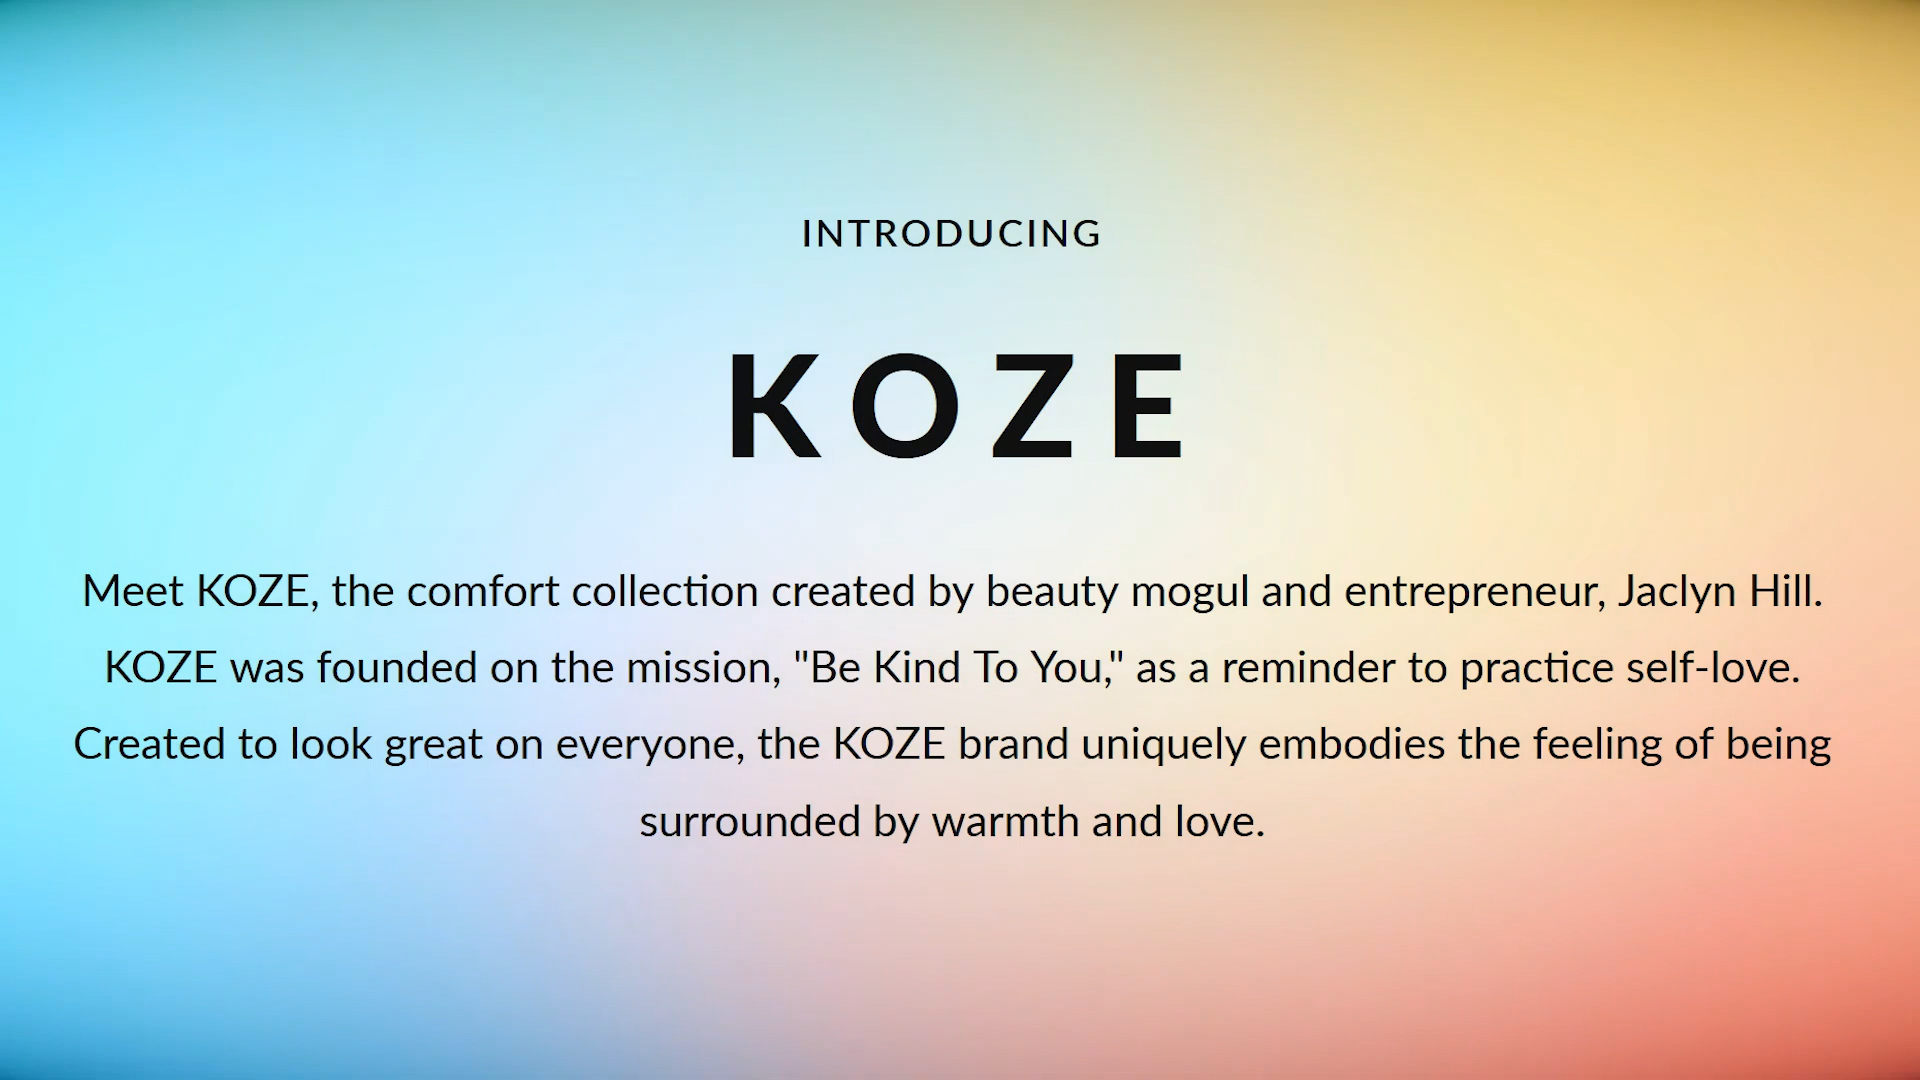 INTRODUCING
KOZE
Meet KOZE, the comfort collection created by beauty mogul and entrepreneur, Jaclyn Hill.
KOZE was founded on the mission, "Be Kind To You," as a reminder to practice self-love.
Created to look great on everyone, the KOZE brand uniquely embodies the feeling of being
surrounded by warmth and love.